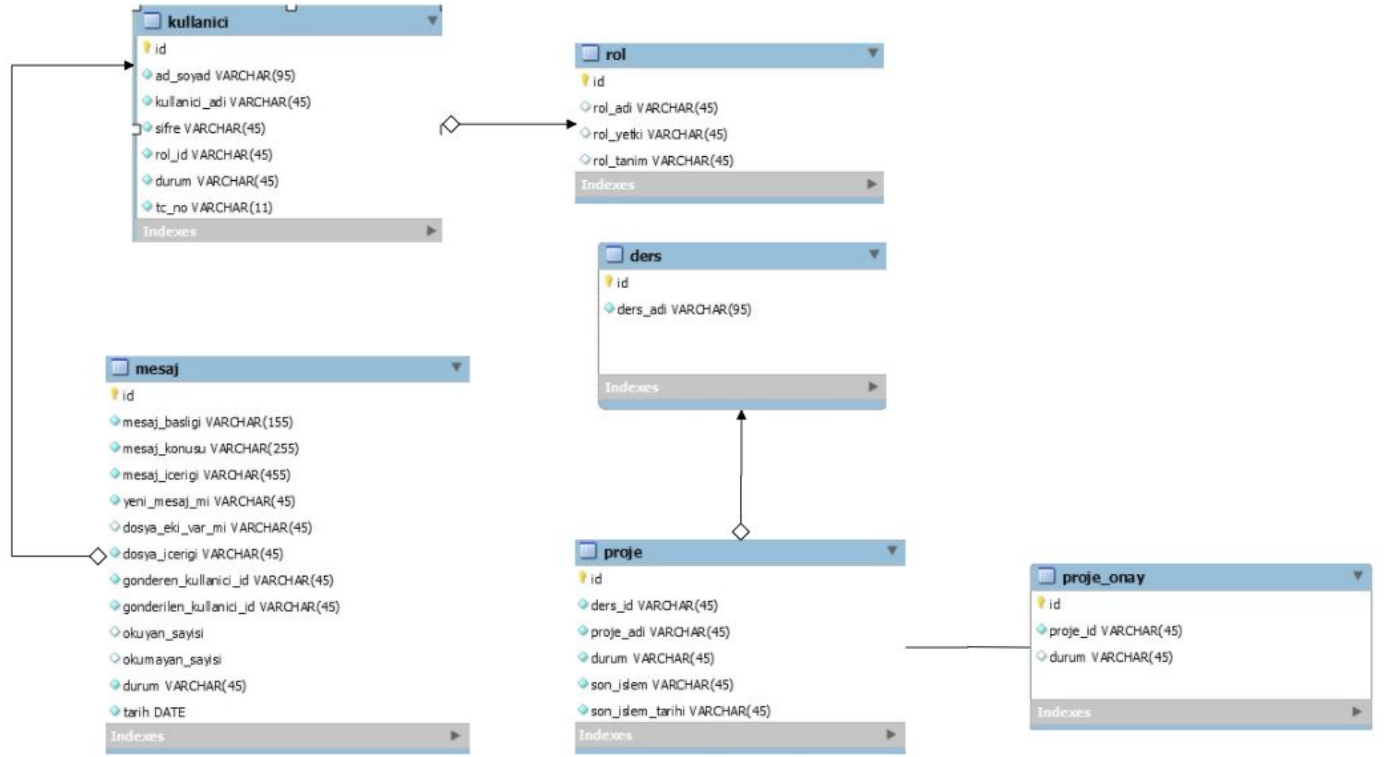 kullanici
id
ad_soyad VARCHAR(95)
kullanici_adi VARCHAR(45)
sifre VARCHAR(45)
rol_id VARCHAR(45)
durum VARCHAR(45)
tc_no VARCHAR(11)
Indexes
rol
id
rol_adi VARCHAR(45)
rol_yetki VARCHAR(45)
rol_tanim VARCHAR(45)
Indexes
ders
id
ders_adi VARCHAR(95)
Indexes
mesaj
id
mesaj_basligi VARCHAR(155)
mesaj_konusu VARCHAR(255)
mesaj_icerigi VARCHAR(455)
yeni_mesaj_mi VARCHAR(45)
dosya_eki_var_mi VARCHAR(45)
dosya_icerigi VARCHAR(45)
gonderen_kullanici_id VARCHAR(45)
gonderilen_kullanici_id VARCHAR(45)
okuyan_sayisi
okumayan_sayisi
durum VARCHAR(45)
tarih DATE
Indexes
proje
id
ders_id VARCHAR(45)
proje_adi VARCHAR(45)
durum VARCHAR(45)
son_islem VARCHAR(45)
son_islem_tarihi VARCHAR(45)
Indexes
proje_onay
id
proje_id VARCHAR(45)
durum VARCHAR(45)
Indexes